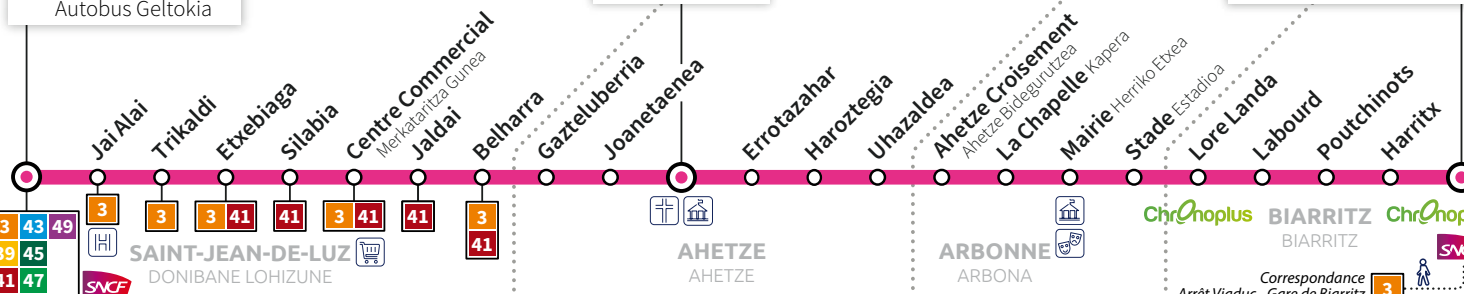 Autobus Geltokia
Jai Alai
Trikaldi
Etxebiaga
Silabia
Centre Commercial
Merkataritza Gunea
Jaldai
Belharra
Gazteluberria
Joanetaenea
Errotazahar
Haroztegia
Uhazaldea
Ahetze Croisement
Ahetze Bidegurutzea
La Chapelle Kapera
Mairie Herriko Etxea
Stade Estadioa
Lore Landa
Labourd
Poutchinots
Harritx
3 43 49
39 45
41 47
3
H
3
3 41
41
3 41
41
3
41
SAINT-JEAN-DE-LUZ
DONIBANE LOHIZUNE
SNCF
AHETZE
AHETZE
ARBONNE
ARBONA
Chronoplus
BIARRITZ
BIARRITZ
Correspondance
Arrêt Viaduc - Gare de Biarritz
3